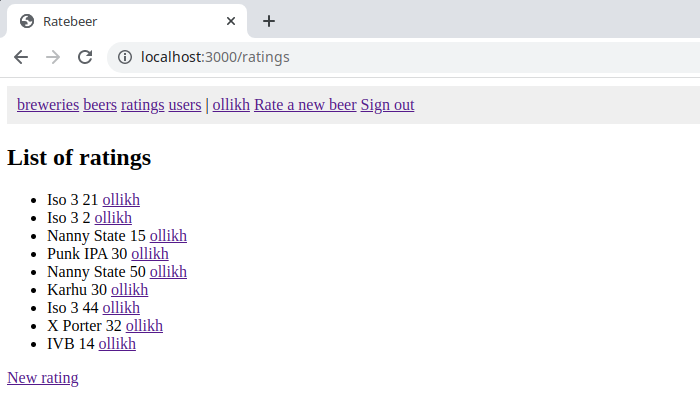 Ratebeer
localhost:3000/ratings
breweries beers ratings users | ollikh Rate a new beer Sign out
List of ratings
Iso 3 21 ollikh
Iso 3 2 ollikh
Nanny State 15 ollikh
Punk IPA 30 ollikh
Nanny State 50 ollikh
Karhu 30 ollikh
Iso 3 44 ollikh
X Porter 32 ollikh
IVB 14 ollikh
New rating